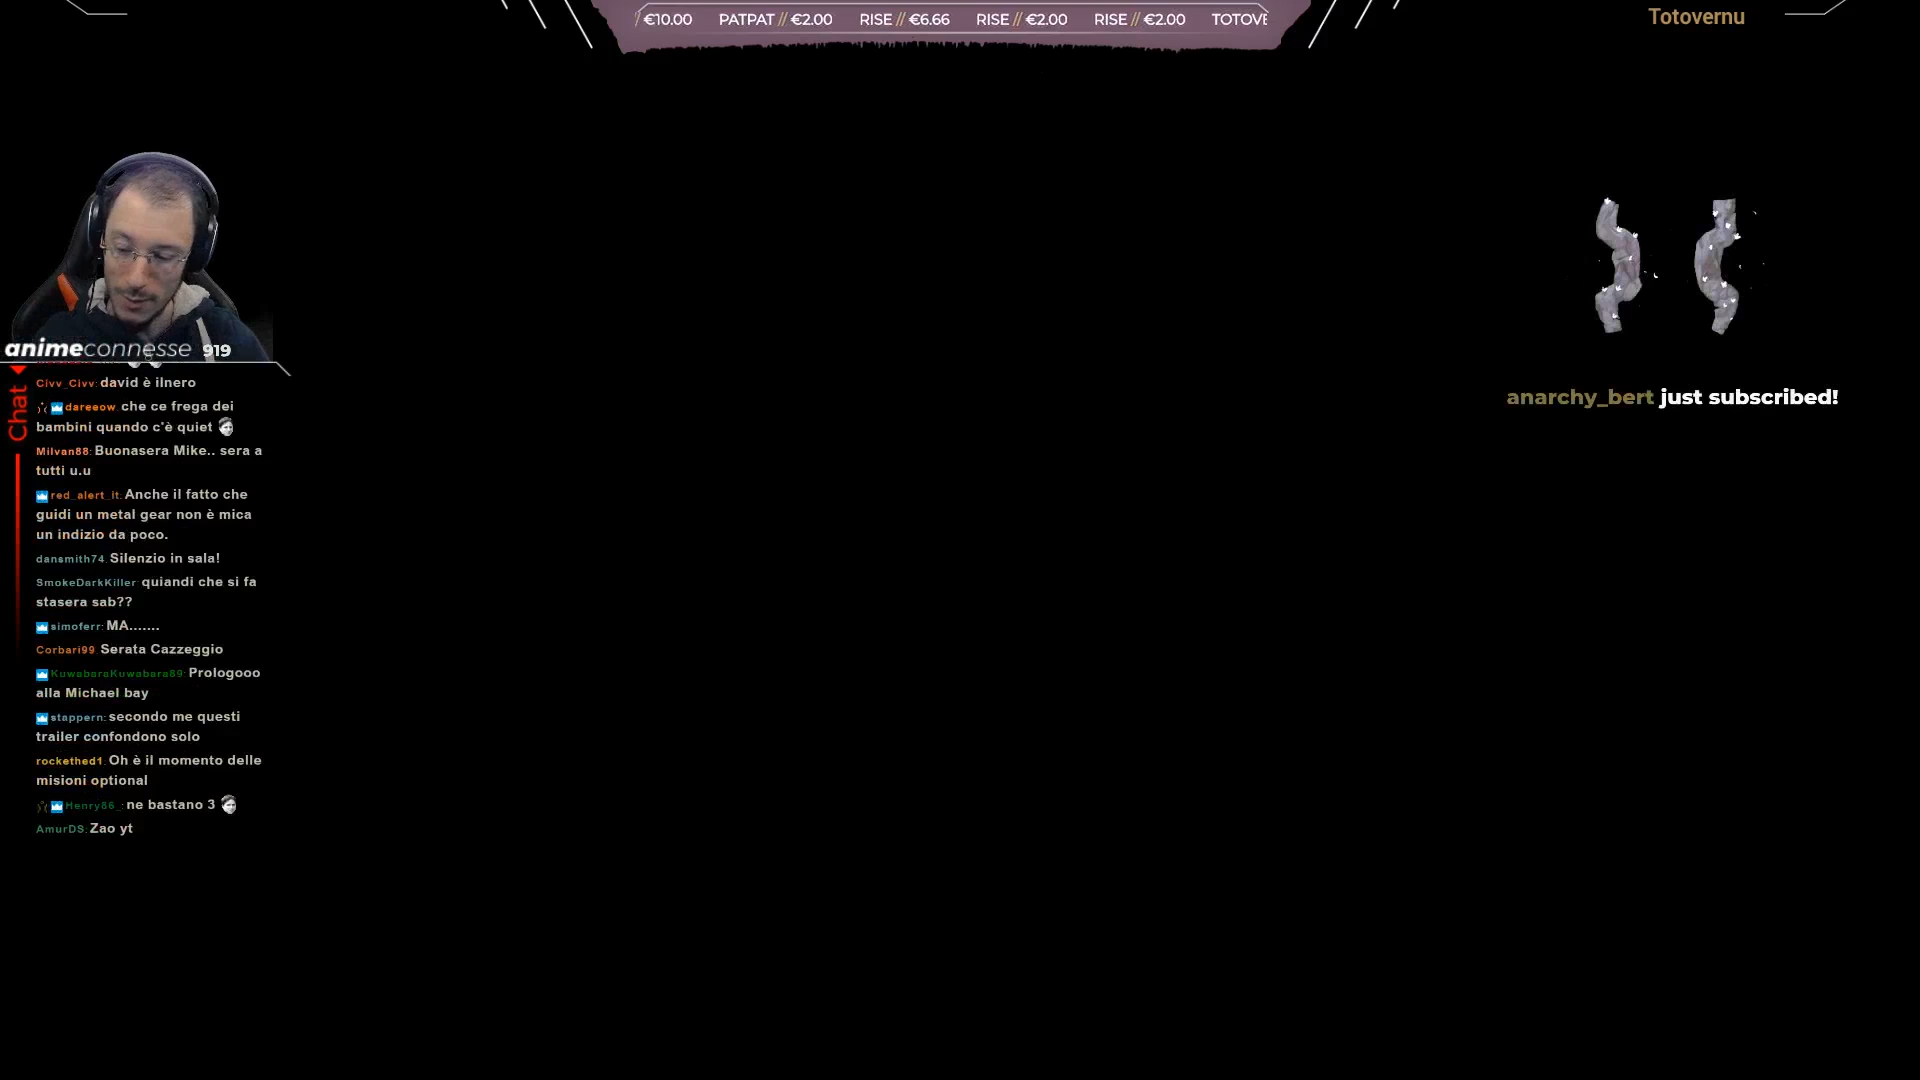 / €10.00 PATPAT // €2.00 RISE // €6.66 RISE // €2.00 RISE // €2.00 TOTOVE
Totovernu
animeconnesse 919
Chat
Civv_Civv: david è ilnero
dareeow: che ce frega dei
bambini quando c'è quiet
Milvan88: Buonasera Mike.. sera a
tutti u.u
red_alert_it: Anche il fatto che
guidi un metal gear non è mica
un indizio da poco.
dansmith74: Silenzio in sala!
SmokeDarkKiller: quiandi che si fa
stasera sab??
simoferr: MA.......
Corbari99: Serata Cazzeggio
KuwabaraKuwabara89: Prologooo
alla Michael bay
stappern: secondo me questi
trailer confondono solo
rockethed1: Oh è il momento delle
misioni optional
Henry86_: ne bastano 3
AmurDS: Zao yt
anarchy_bert just subscribed!